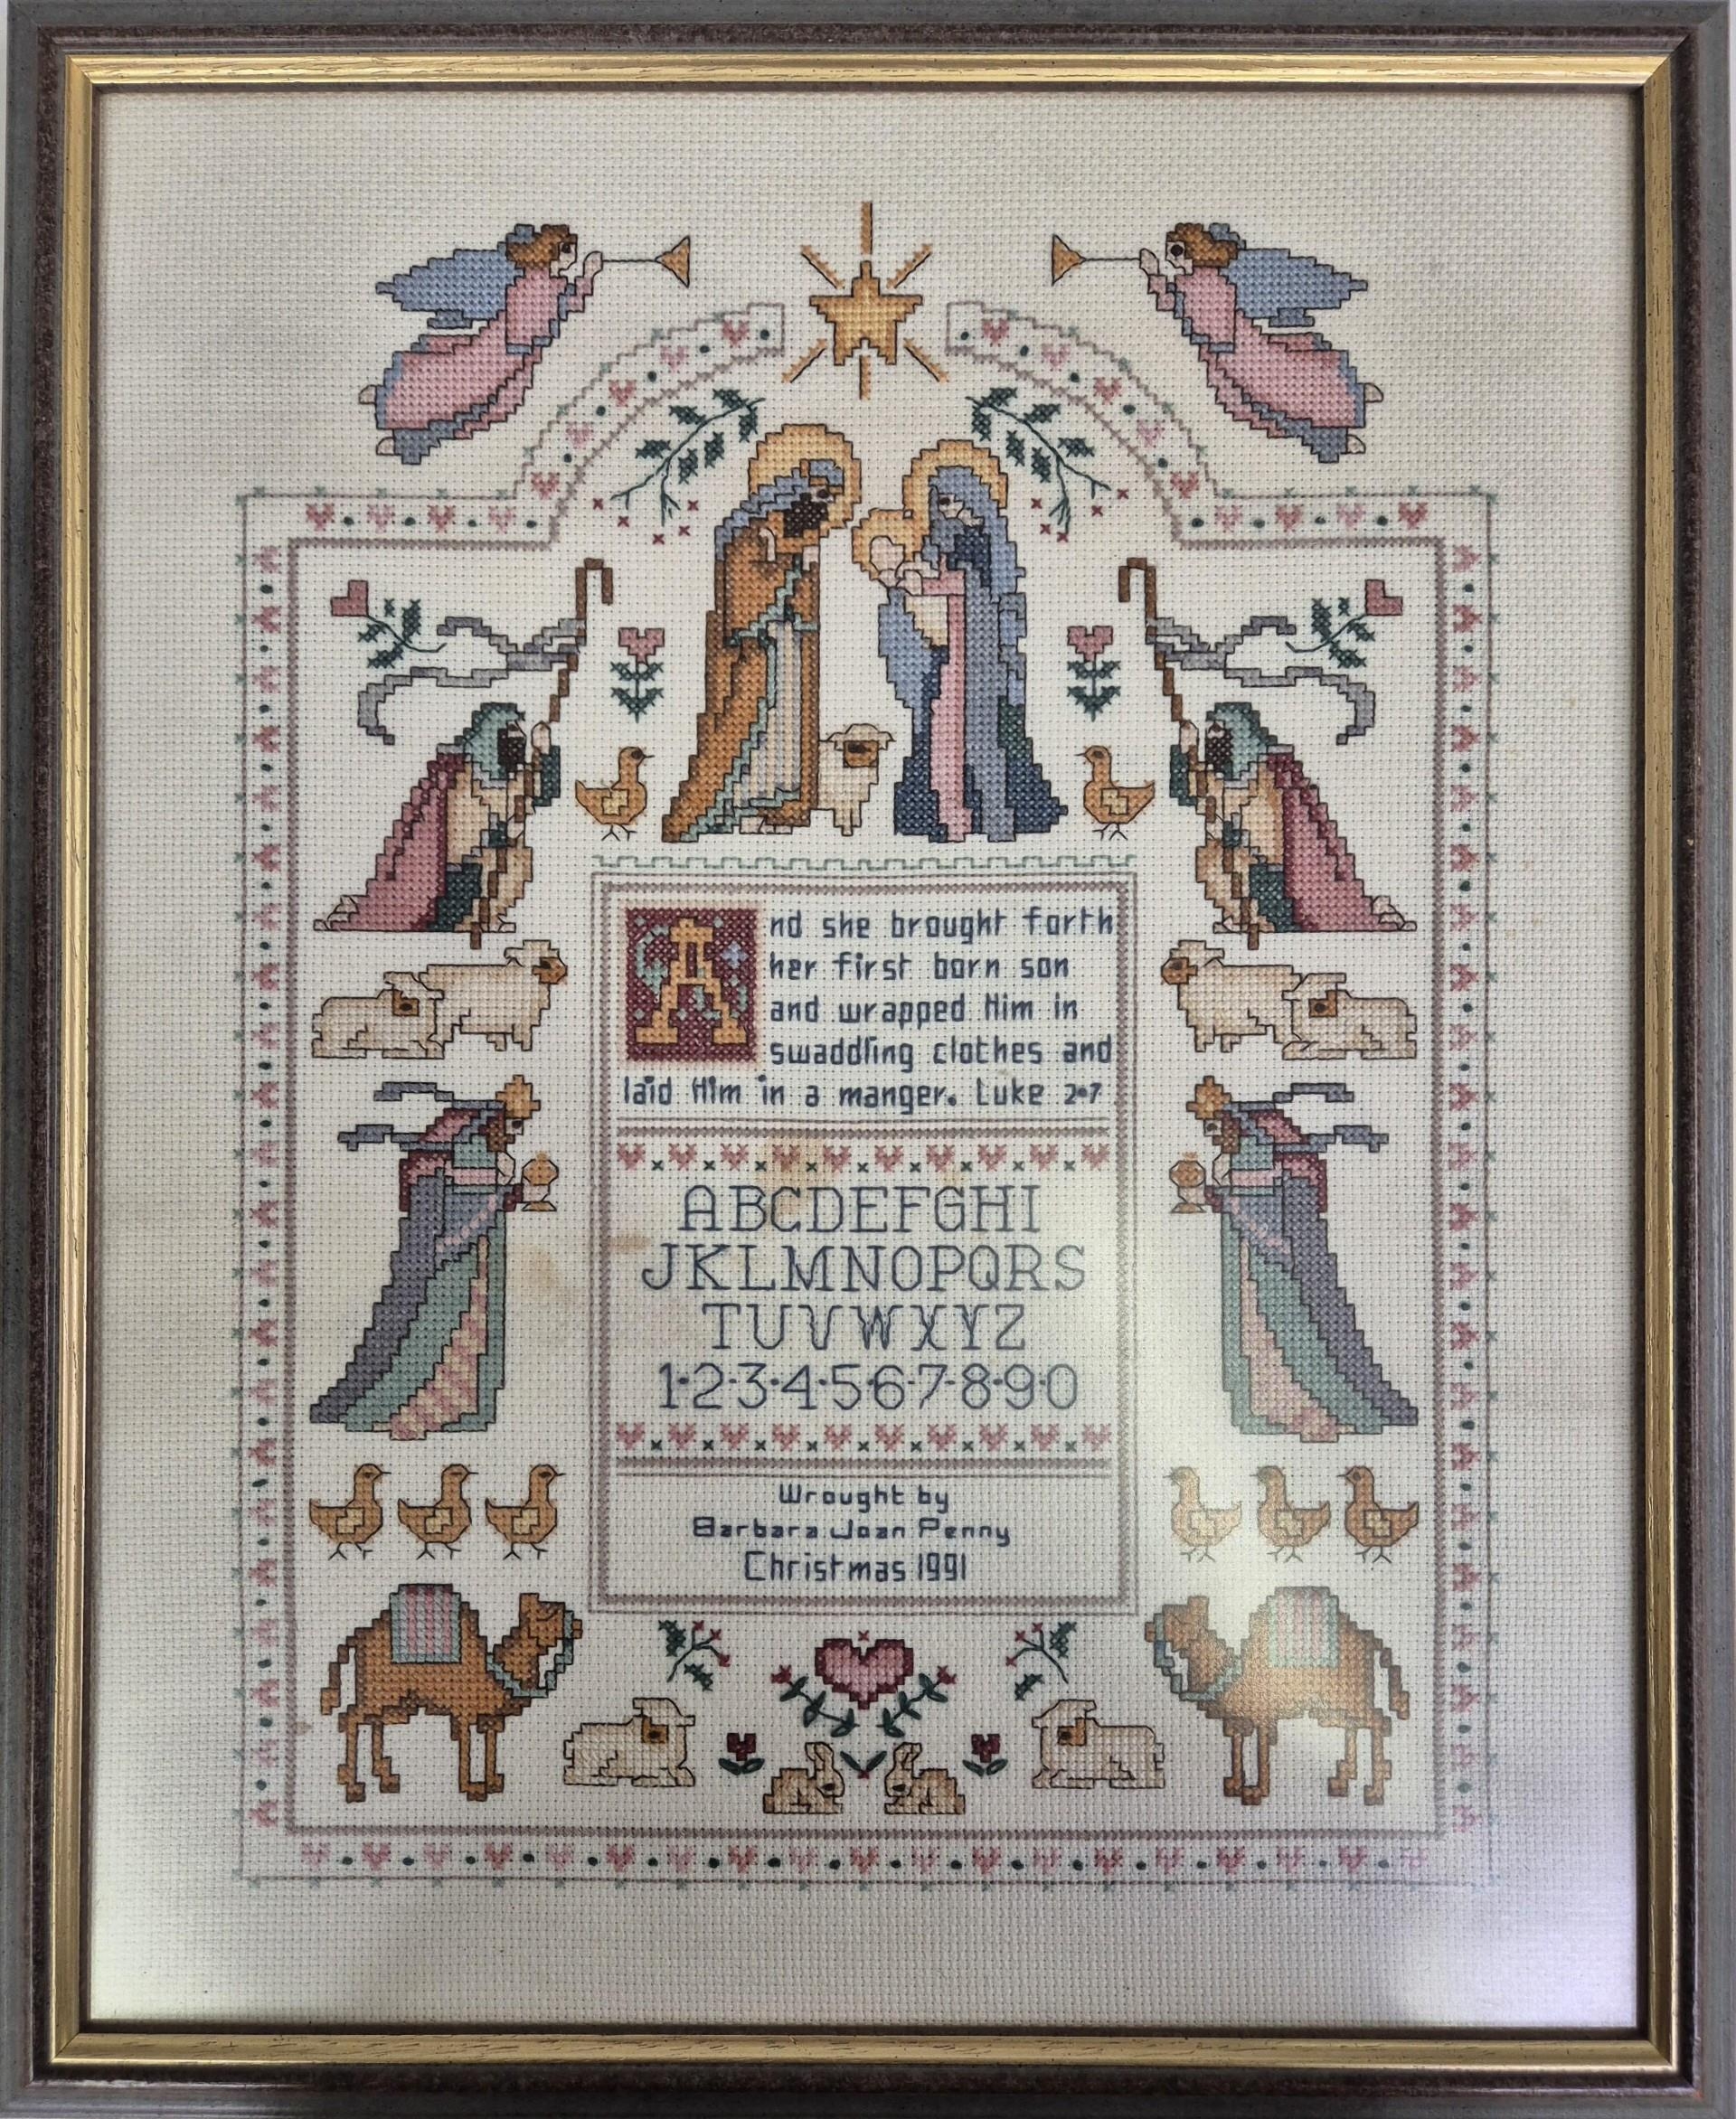 And she brought forth
her first born son
and wrapped Him in
swaddling clothes and
laid Him in a manger. Luke 2•7
ABCDEFGHI
JKLMNOPQRS
TUVWXYZ
1·2·3·4·5·6·7·8·9·0
Wrought by
Barbara Joan Penny
Christmas 1991